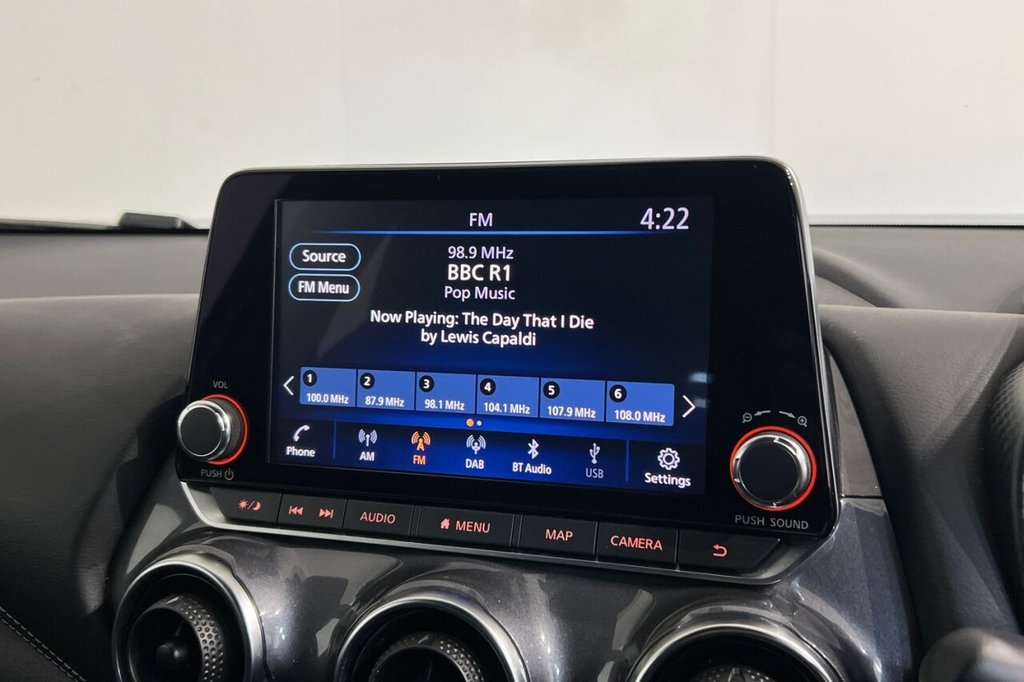 FM
4:22
Source
98.9 MHz
BBC R1
FM Menu
Pop Music
Now Playing: The Day That I Die
by Lewis Capaldi
1
100.0 MHz
2
87.9 MHz
3
98.1 MHz
4
104.1 MHz
5
107.9 MHz
6
108.0 MHz
Phone
AM
FM
DAB
BT Audio
USB
Settings
VOL
PUSH
PUSH SOUND
AUDIO
MENU
MAP
CAMERA